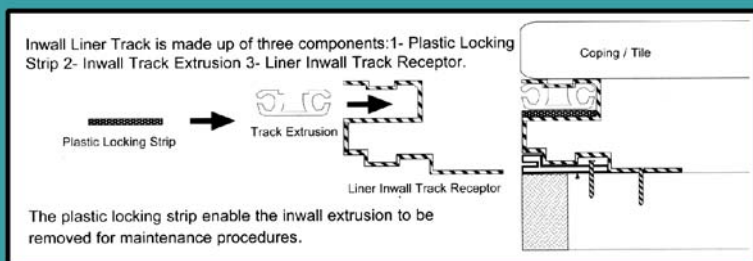 Inwall Liner Track is made up of three components:1- Plastic Locking
Strip 2- Inwall Track Extrusion 3- Liner Inwall Track Receptor.
Coping / Tile
Plastic Locking Strip
Track Extrusion
Liner Inwall Track Receptor
The plastic locking strip enable the inwall extrusion to be
removed for maintenance procedures.